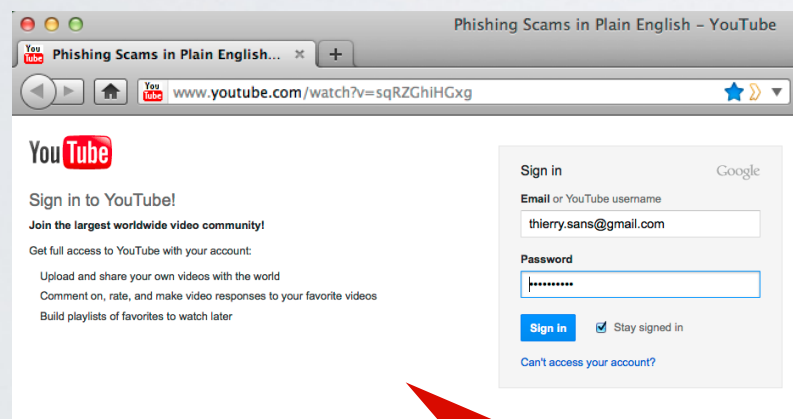 Phishing Scams in Plain English – YouTube
You Tube Phishing Scams in Plain English... × +
You Tube www.youtube.com/watch?v=sqRZGhiHGxg
YouTube
Sign in to YouTube!
Join the largest worldwide video community!
Get full access to YouTube with your account:
Upload and share your own videos with the world
Comment on, rate, and make video responses to your favorite videos
Build playlists of favorites to watch later
Sign in Google
Email or YouTube username
thierry.sans@gmail.com
Password
••••••••••
Sign in Stay signed in
Can't access your account?